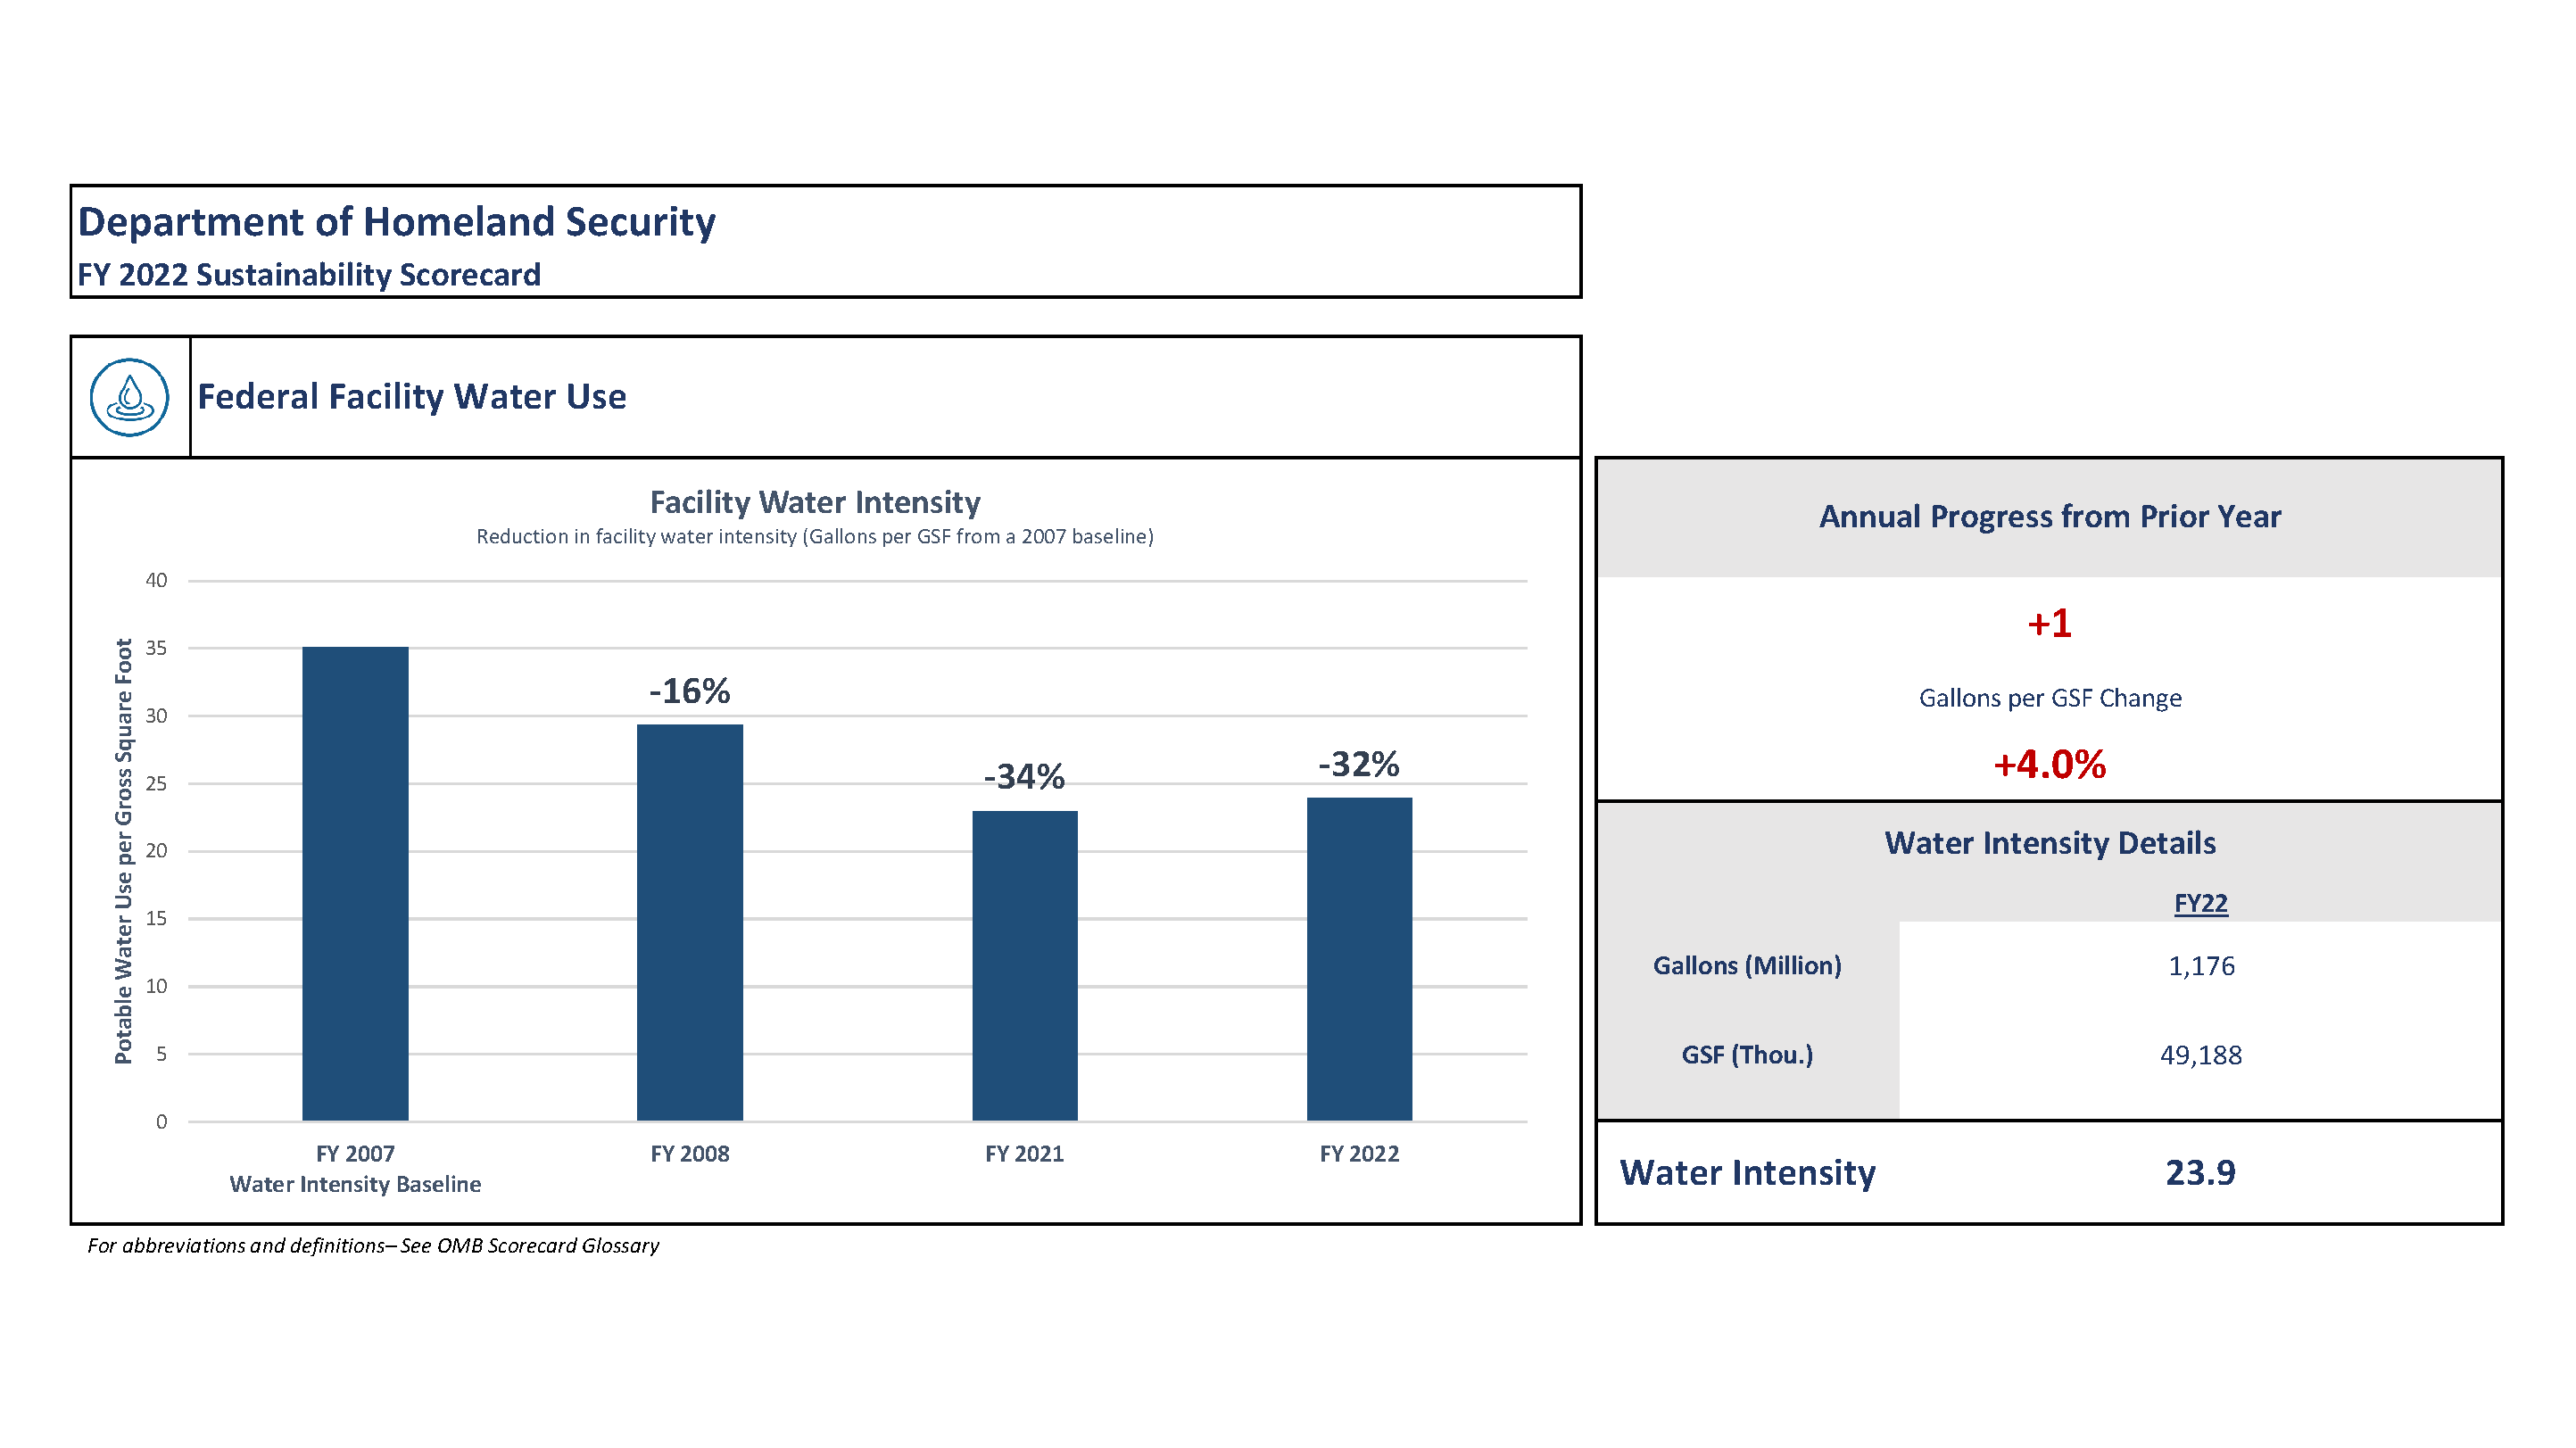 Department of Homeland Security
FY 2022 Sustainability Scorecard
Federal Facility Water Use
Facility Water Intensity
Reduction in facility water intensity (Gallons per GSF from a 2007 baseline)
Potable Water Use per Gross Square Foot
40
35
30
25
20
15
10
5
0
-16%
-34%
-32%
FY 2007
FY 2008
FY 2021
FY 2022
Water Intensity Baseline
For abbreviations and definitions– See OMB Scorecard Glossary
Annual Progress from Prior Year
+1
Gallons per GSF Change
+4.0%
Water Intensity Details
FY22
Gallons (Million) 1,176
GSF (Thou.) 49,188
Water Intensity 23.9